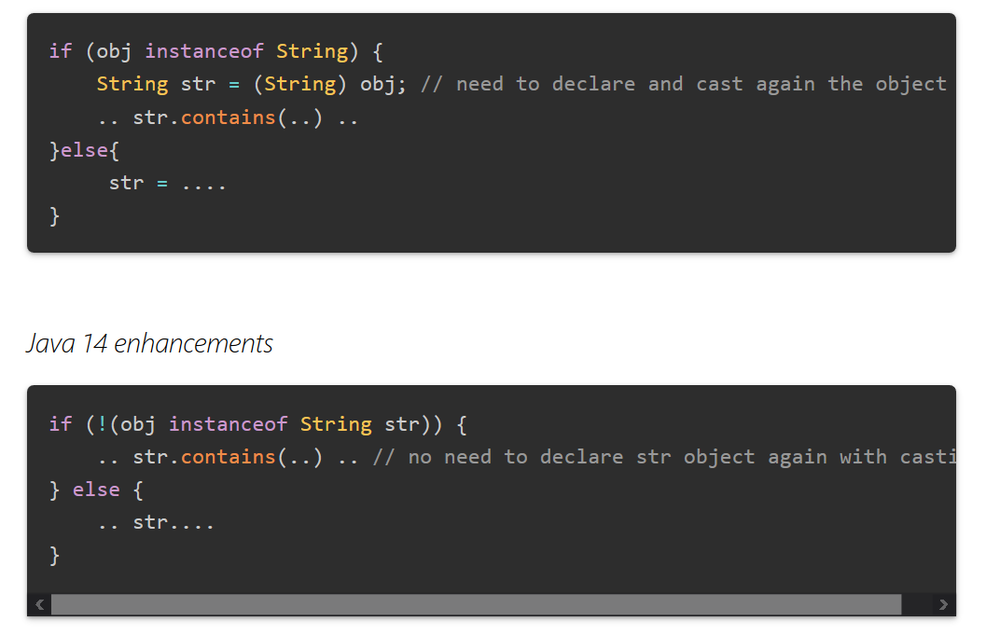 if (obj instanceof String) {
    String str = (String) obj; // need to declare and cast again the object
    .. str.contains(..) ..
}else{
     str = ....
}
Java 14 enhancements
if (!(obj instanceof String str)) {
    .. str.contains(..) .. // no need to declare str object again with casti
} else {
    .. str....
}